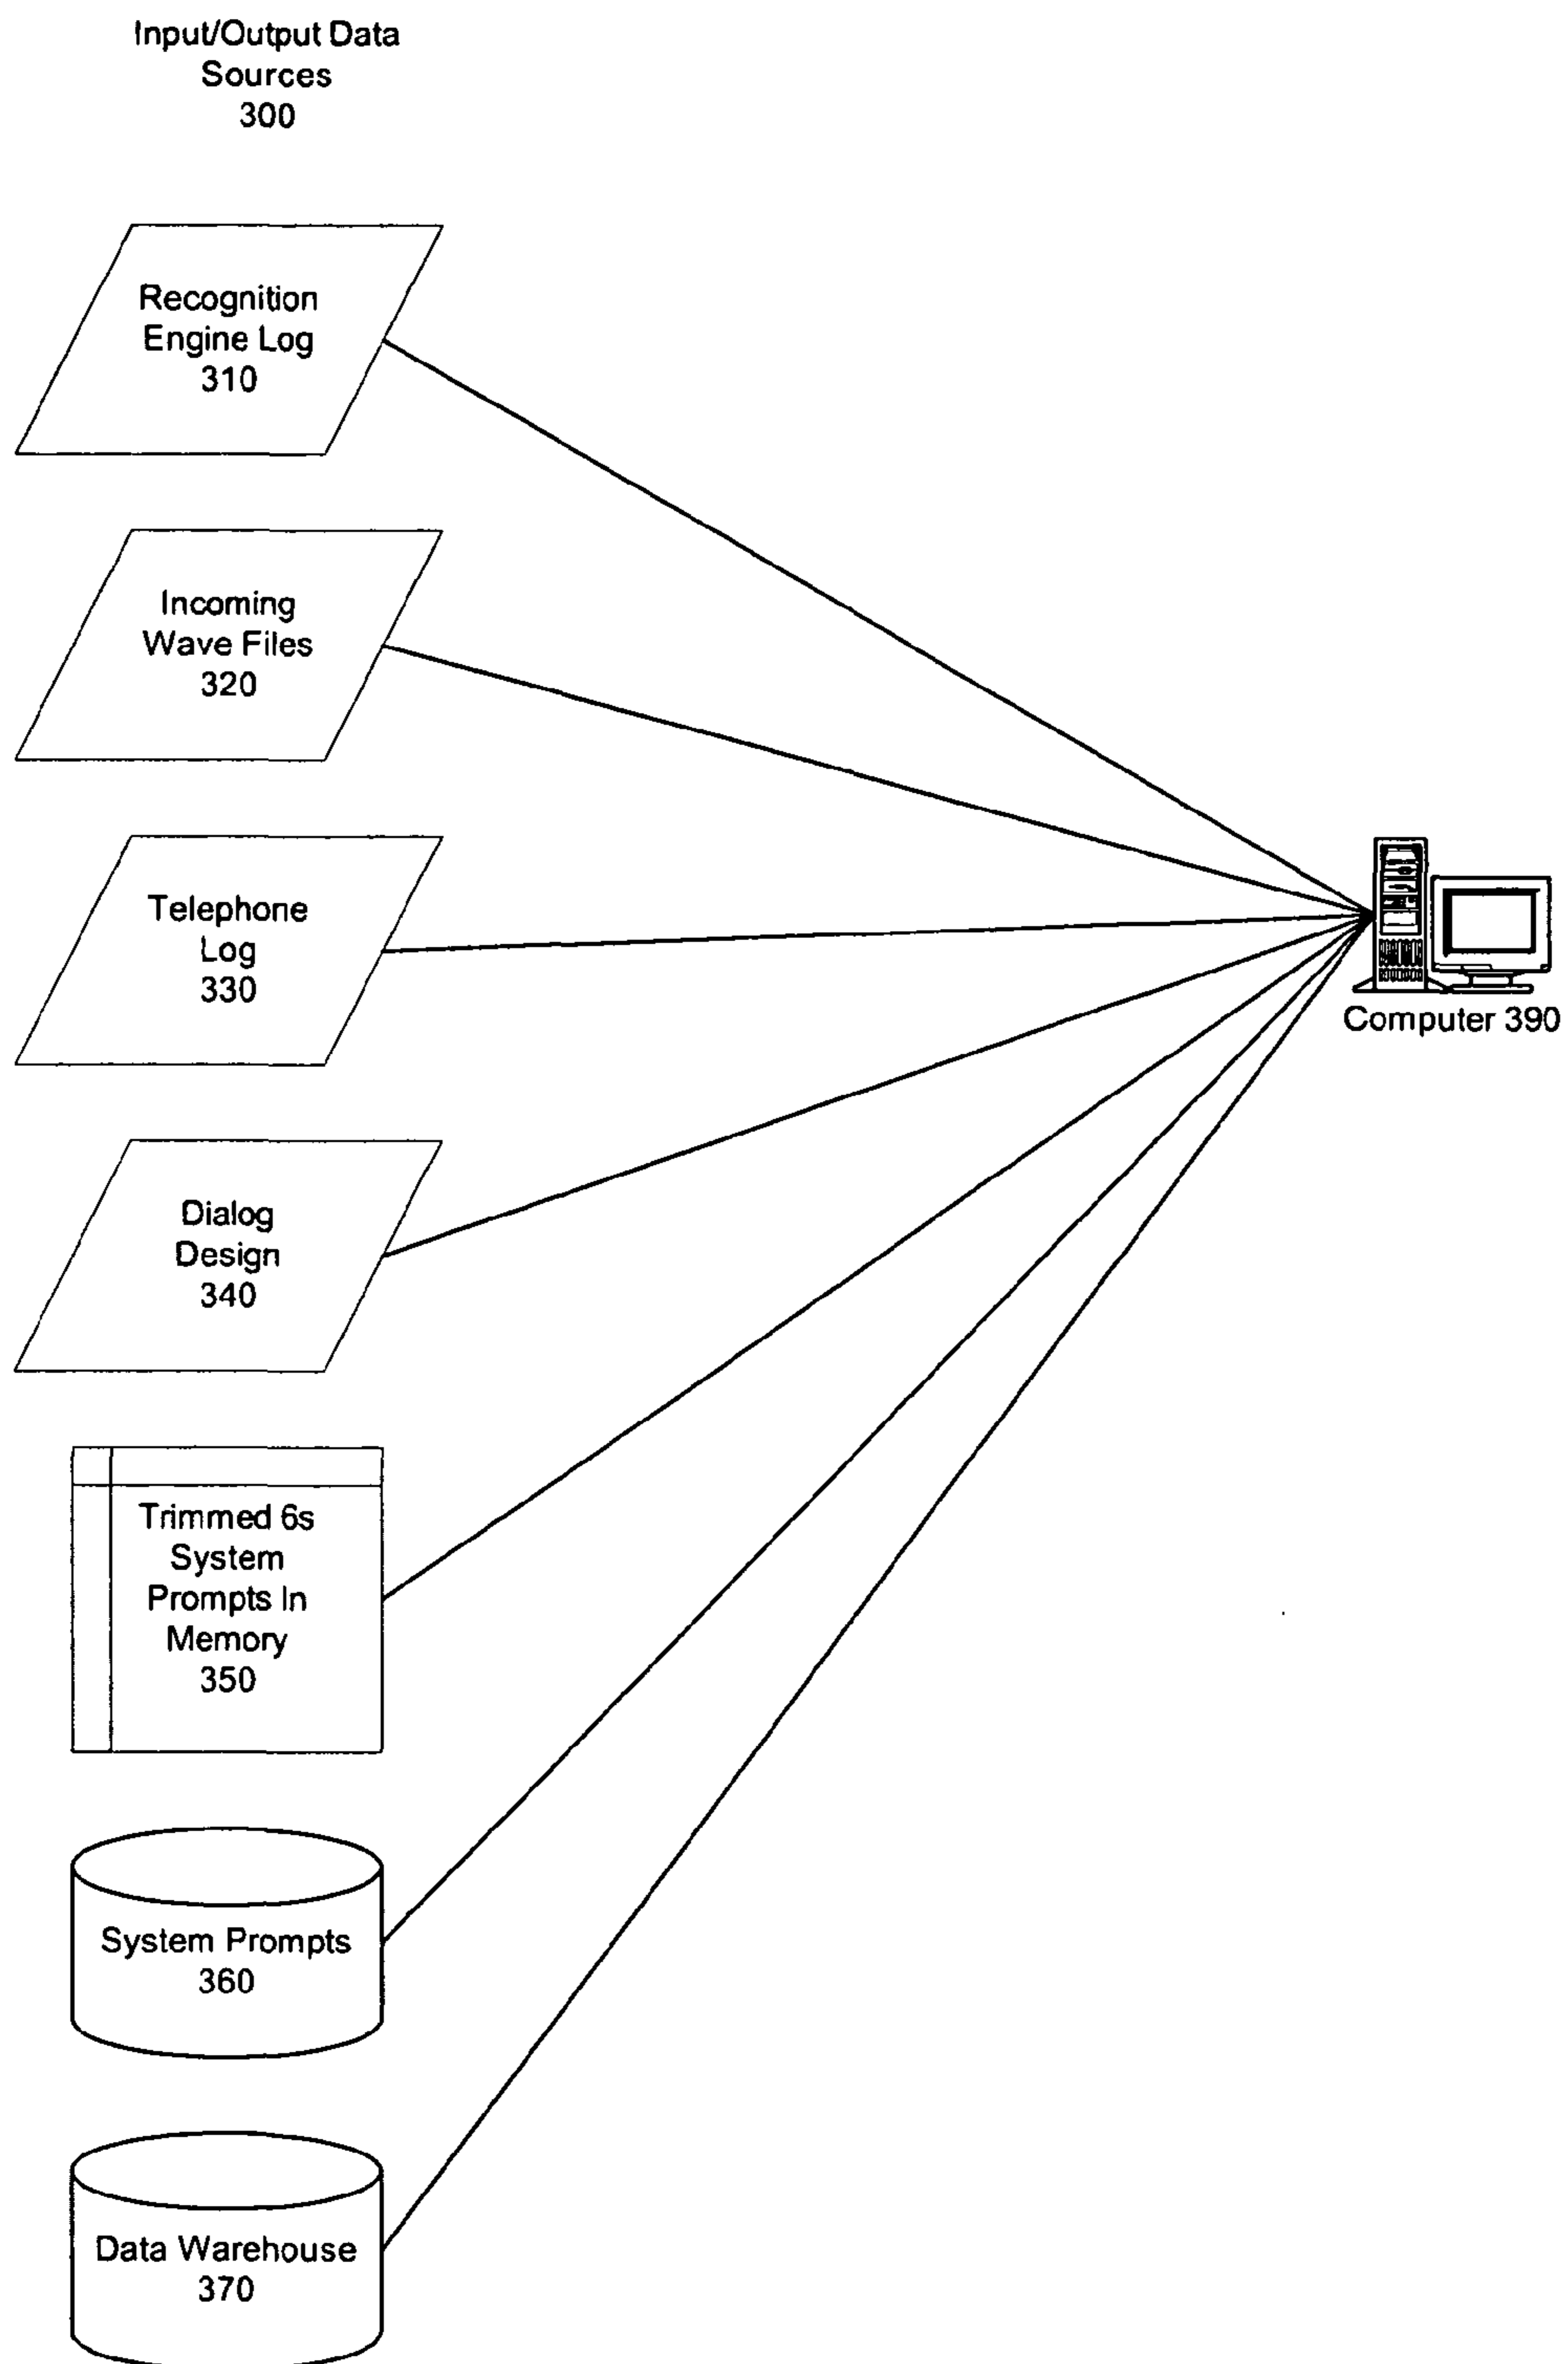 Input/Output Data
Sources
300
Recognition
Engine Log
310
Incoming
Wave Files
320
Telephone
Log
330
Computer 390
Dialog
Design
340
Trimmed 6s
System
Prompts In
Memory
350
System Prompts
360
Data Warehouse
370